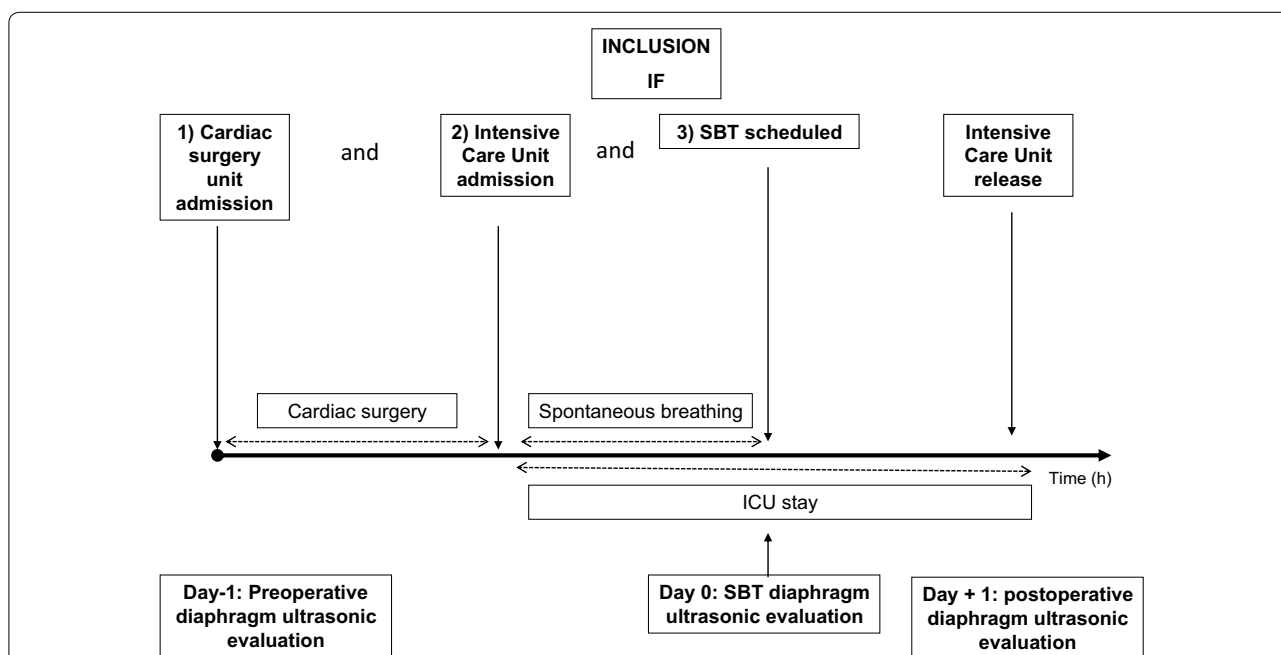 INCLUSION
IF
1) Cardiac
surgery
unit
admission
and
2) Intensive
Care Unit
admission
and
3) SBT scheduled
Intensive
Care Unit
release
Cardiac surgery
Spontaneous breathing
Time (h)
ICU stay
Day-1: Preoperative
diaphragm ultrasonic
evaluation
Day 0: SBT diaphragm
ultrasonic evaluation
Day + 1: postoperative
diaphragm ultrasonic
evaluation